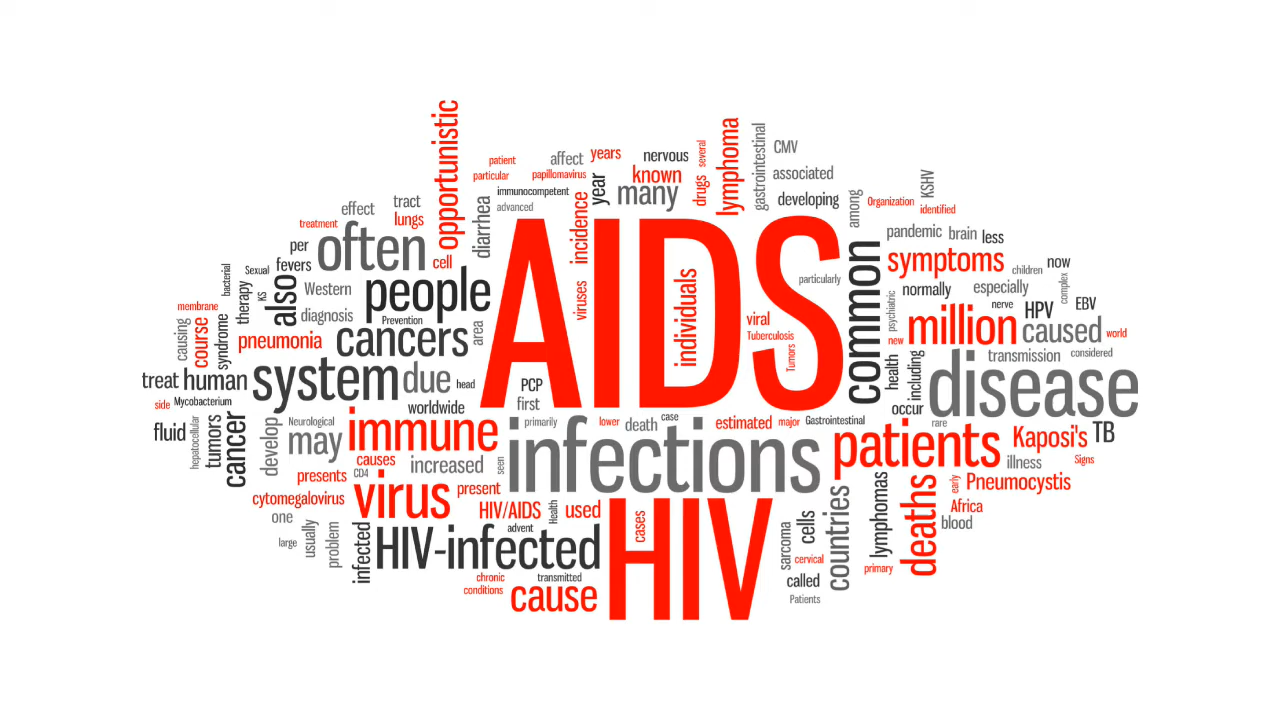 opportunistic
patient
particular
affect
papillomavirus
years
nervous
known
several
lymphoma
gastrointestinal
CMV
associated
immunocompetent
advanced
incidence
year
many
drugs
developing
among
Organization
KSHV
identified
effect
tract
treatment
lungs
diarrhea
per
often
cell
AIDS
common
pandemic
brain
less
symptoms
children
now
bacterial
Sexual
fevers
therapy
KS
also
Western
people
viruses
individuals
particularly
normally
especially
complex
membrane
diagnosis
Prevention
area
viral
Tuberculosis
Tumors
psychiatric
nerve
HPV
EBV
million
caused
world
new
causing
course
syndrome
pneumonia
cancers
transmission
considered
treat
human
system
due
head
PCP
first
health
including
disease
side
Mycobacterium
worldwide
occur
rare
fluid
hepatocellular
tumors
cancer
develop
Neurological
may
immune
primarily
lower
death
case
estimated
major
Gastrointestinal
infections
patients
Kaposi's
TB
causes
increased
CD4
seen
illness
Signs
presents
cytomegalovirus
virus
present
HIV/AIDS
Health
used
cases
HIV
countries
lymphomas
deaths
early
Pneumocystis
Africa
blood
one
large
usually
problem
infected
HIV-infected
advent
sarcoma
cells
cervical
primary
chronic
conditions
transmitted
cause
called
Patients